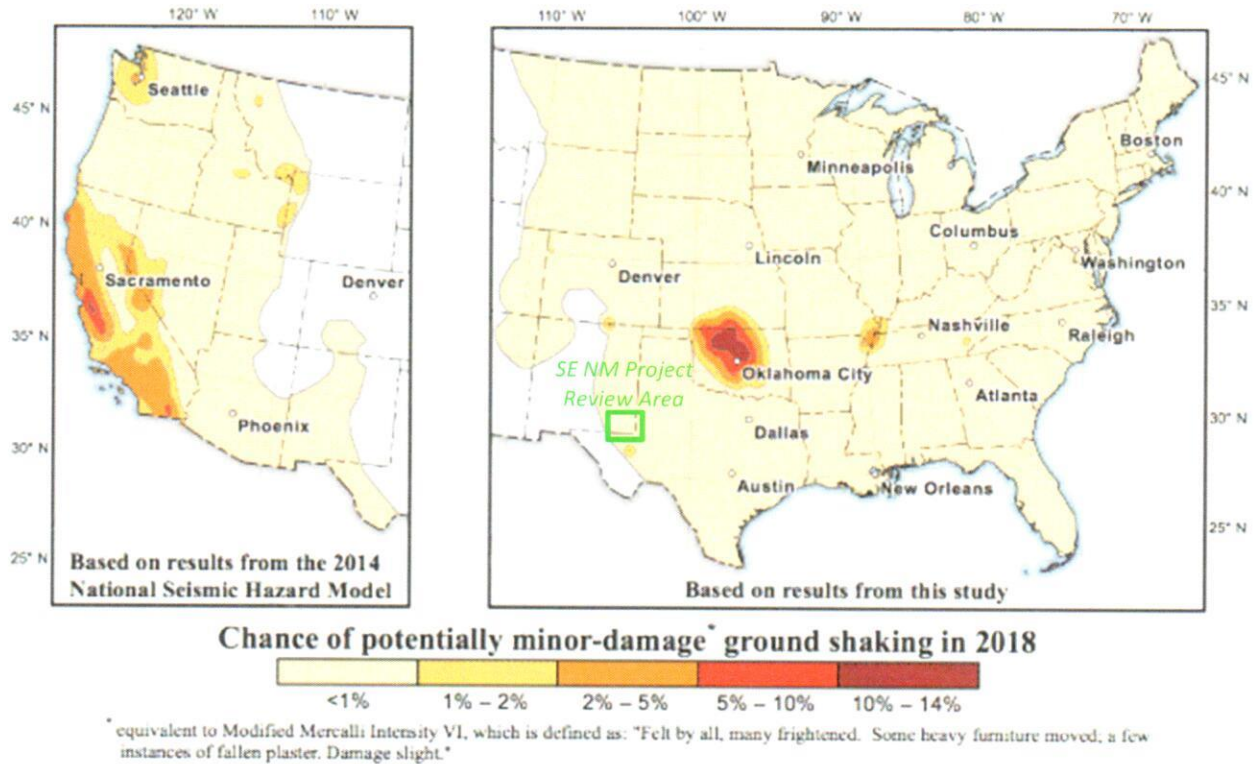 120° W 110° W
110° W 100° W 90° W 80° W 70° W
45° N
40° N
35° N
30° N
25° N
Seattle
Sacramento
Denver
Phoenix
Based on results from the 2014
National Seismic Hazard Model
45° N
40° N
35° N
30° N
25° N
Boston
Minneapolis
Columbus
Washington
Lincoln
Denver
Nashville
Raleigh
Oklahoma City
SE NM Project
Review Area
Atlanta
Dallas
Austin
New Orleans
Based on results from this study
Chance of potentially minor-damage* ground shaking in 2018
<1% 1% – 2% 2% – 5% 5% – 10% 10% – 14%
* equivalent to Modified Mercalli Intensity VI, which is defined as: "Felt by all, many frightened. Some heavy furniture moved; a few
instances of fallen plaster. Damage slight."